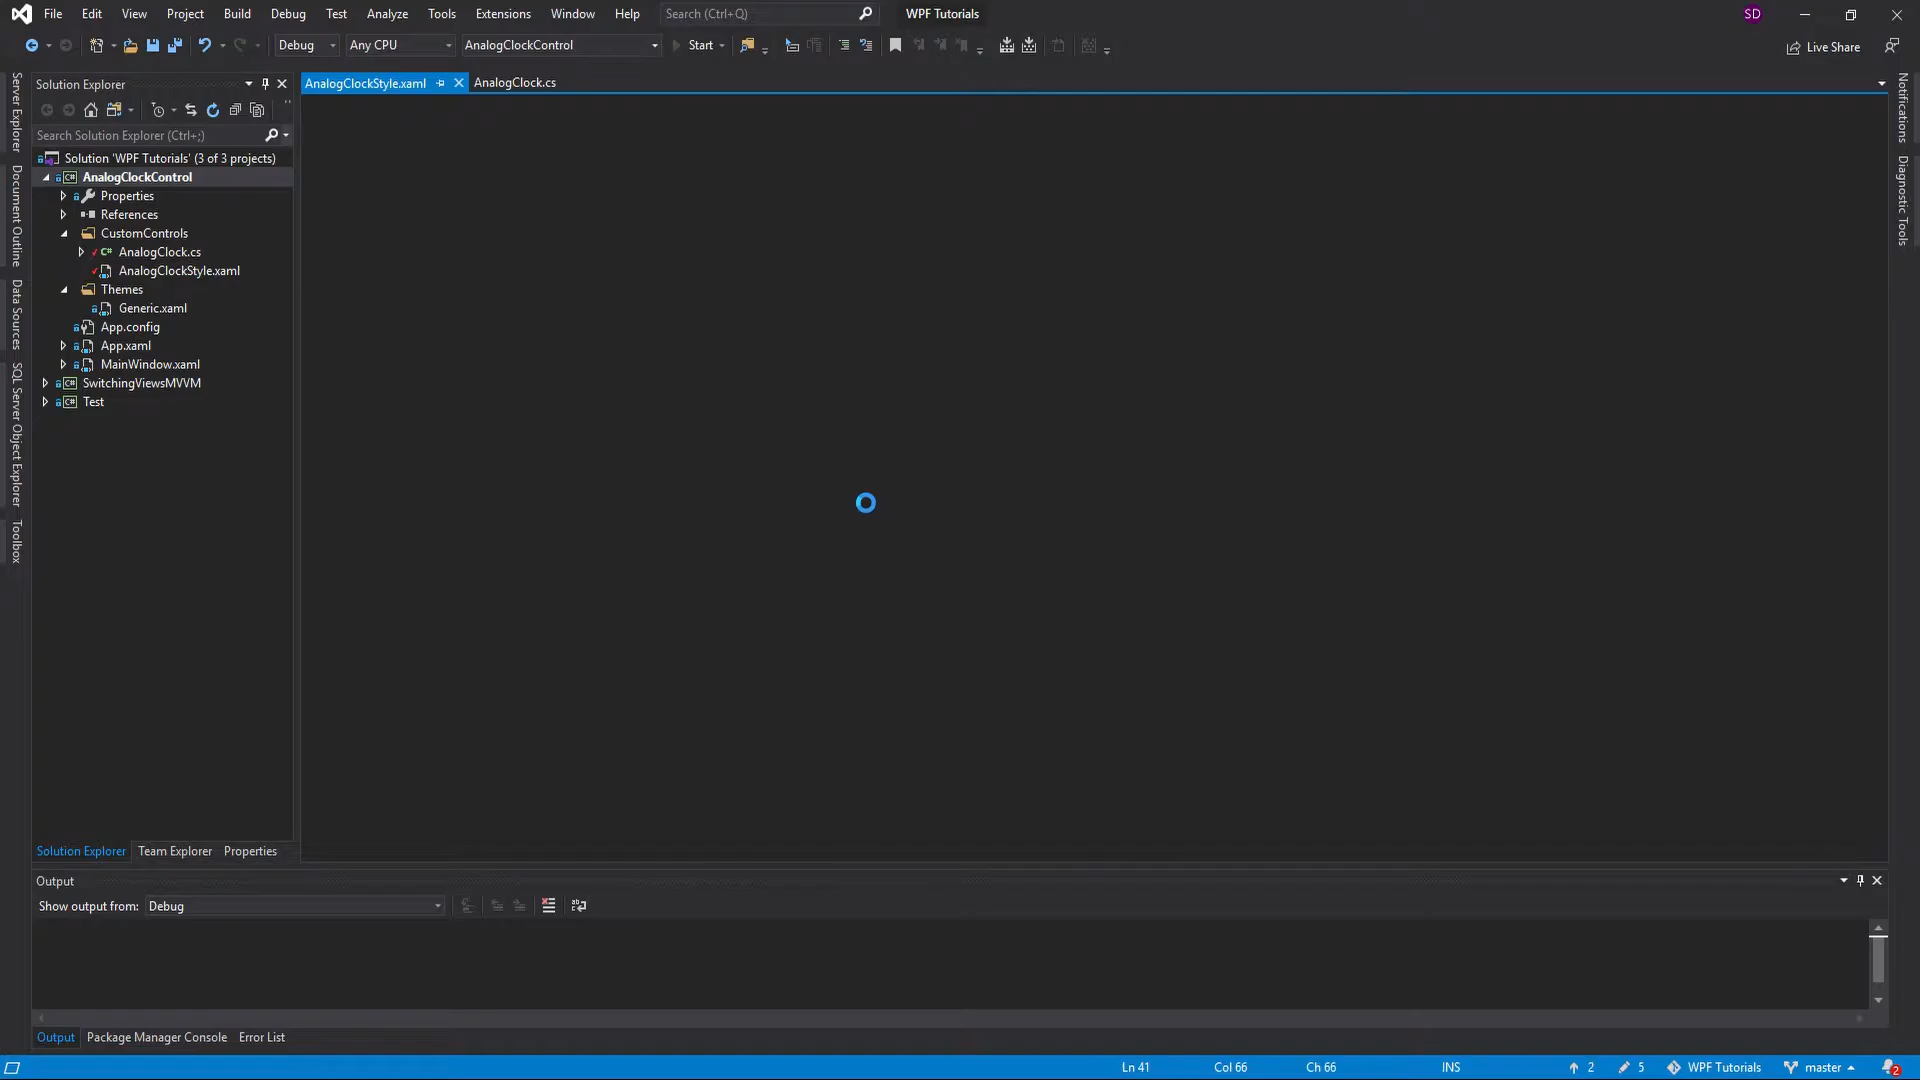 File Edit View Project Build Debug Test Analyze Tools Extensions Window Help Search (Ctrl+Q) WPF Tutorials SD
Debug Any CPU AnalogClockControl Start Live Share
Server Explorer
Document Outline
Data Sources
SQL Server Object Explorer
Toolbox
Solution Explorer
Search Solution Explorer (Ctrl+;)
Solution 'WPF Tutorials' (3 of 3 projects)
AnalogClockControl
Properties
References
CustomControls
AnalogClock.cs
AnalogClockStyle.xaml
Themes
Generic.xaml
App.config
App.xaml
MainWindow.xaml
SwitchingViewsMVVM
Test
Solution Explorer Team Explorer Properties
AnalogClockStyle.xaml AnalogClock.cs
Notifications
Diagnostic Tools
Output
Show output from: Debug
Output Package Manager Console Error List
Ln 41 Col 66 Ch 66 INS 2 5 WPF Tutorials master 2